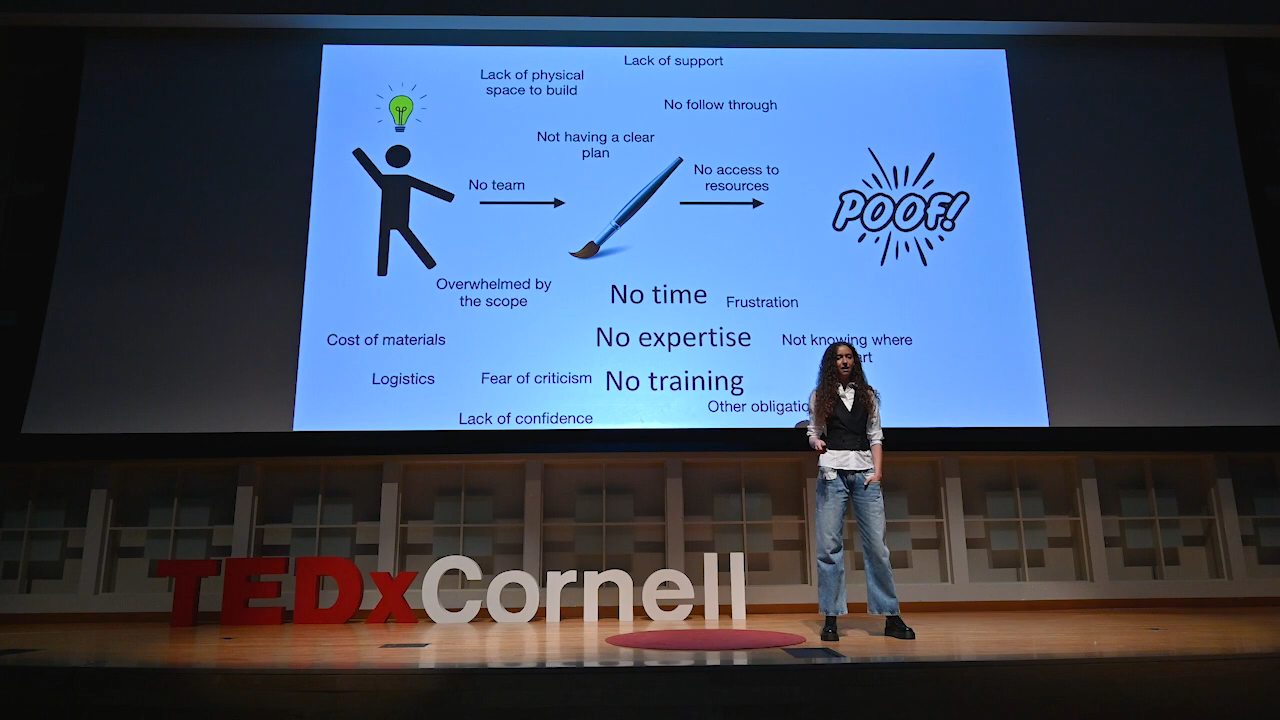 Lack of support
Lack of physical
space to build
No follow through
Not having a clear
plan
No access to
resources
No team
POOF!
Overwhelmed by
the scope
No time
Frustration
No expertise
Cost of materials
Not knowing where
Logistics
Fear of criticism
No training
Other
Lack of confidence
TEDxCornell